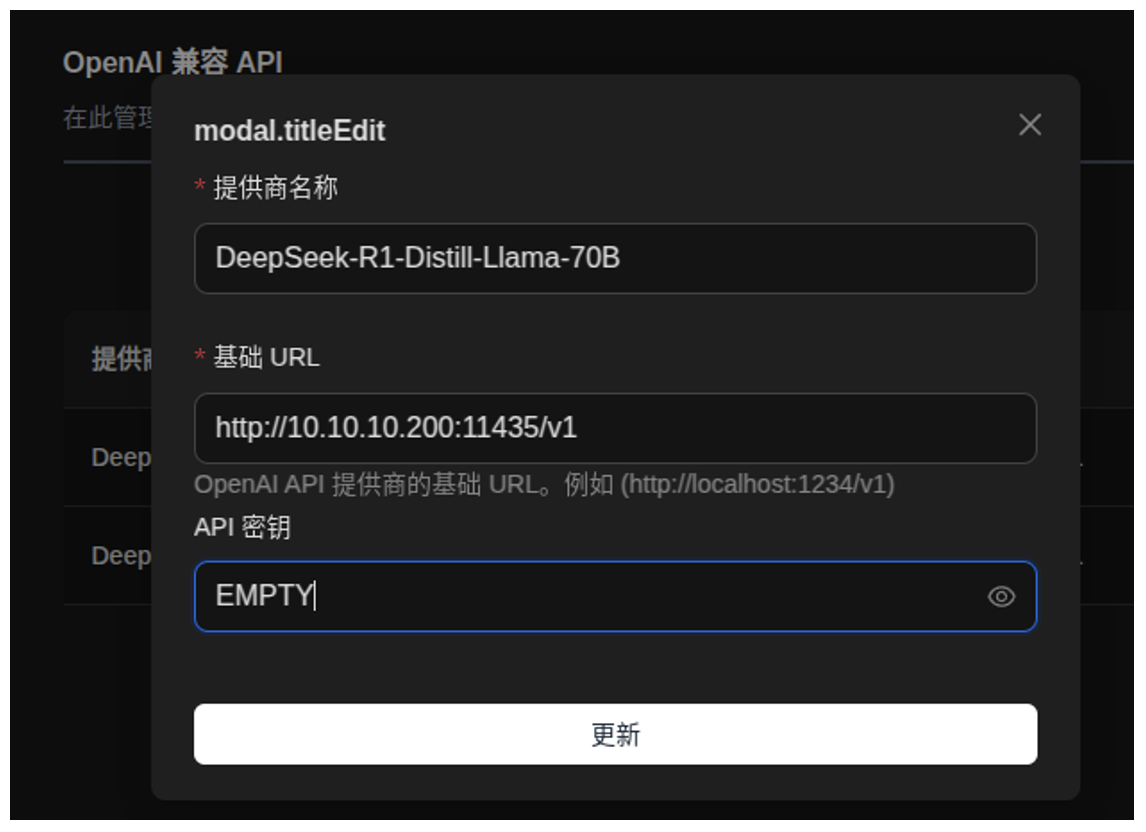 OpenAI 兼容 API
在此管理
modal.titleEdit
* 提供商名称
DeepSeek-R1-Distill-Llama-70B
* 基础 URL
http://10.10.10.200:11435/v1
OpenAI API 提供商的基础 URL。例如 (http://localhost:1234/v1)
API 密钥
EMPTY
更新
提供商
Deep
Deep